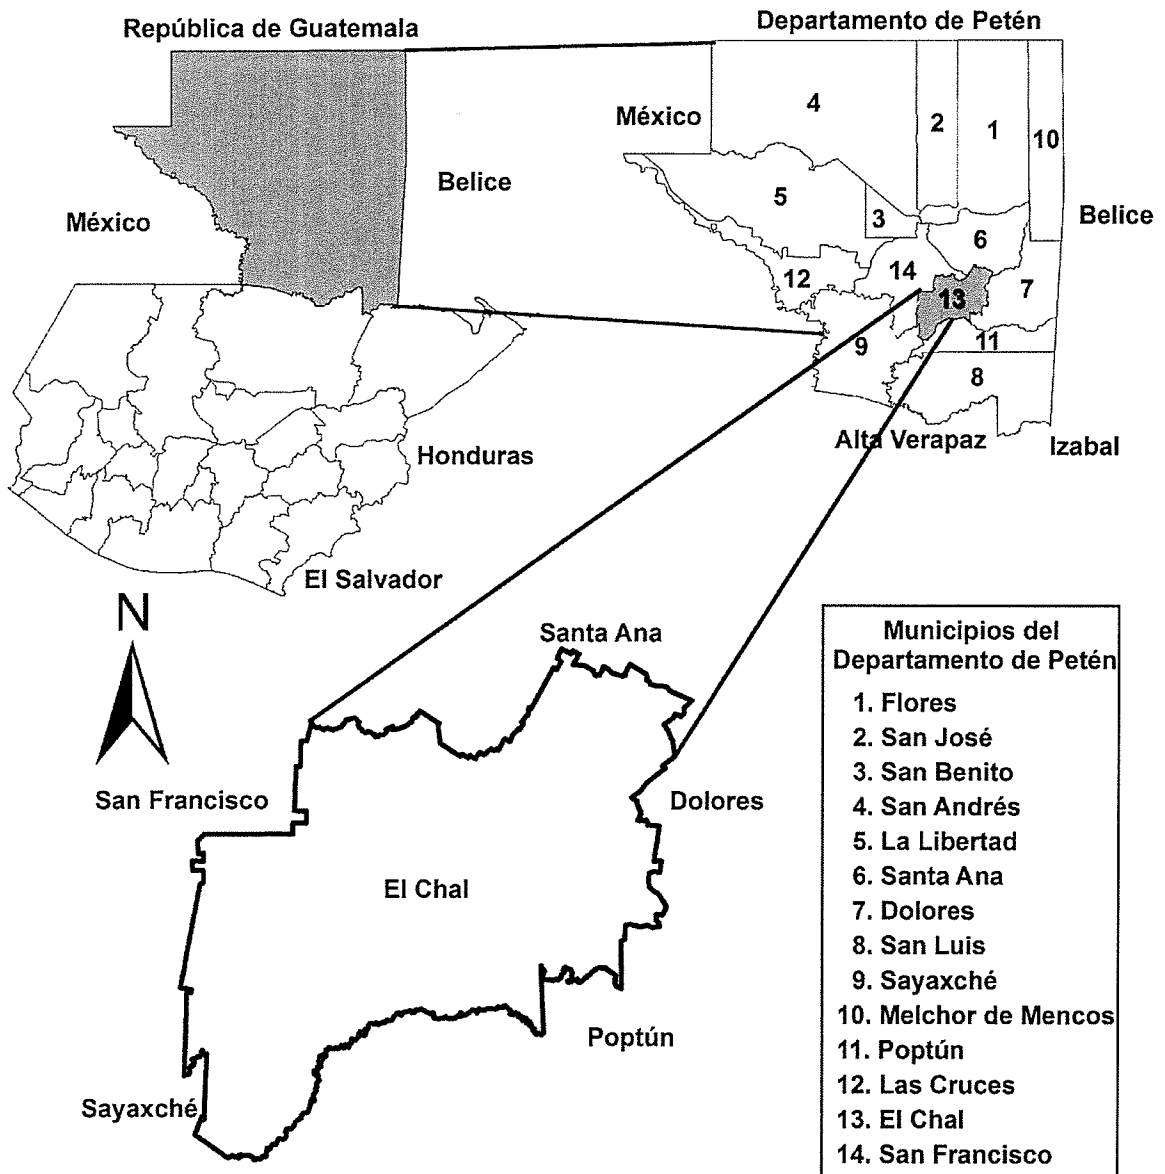 República de Guatemala
México
Belice
Honduras
El Salvador
Departamento de Petén
México
4
2
1
10
5
3
Belice
6
12
14
13
7
9
11
8
Alta Verapaz
Izabal
N
Santa Ana
San Francisco
Dolores
El Chal
Poptún
Sayaxché
Municipios del
Departamento de Petén
1. Flores
2. San José
3. San Benito
4. San Andrés
5. La Libertad
6. Santa Ana
7. Dolores
8. San Luis
9. Sayaxché
10. Melchor de Mencos
11. Poptún
12. Las Cruces
13. El Chal
14. San Francisco